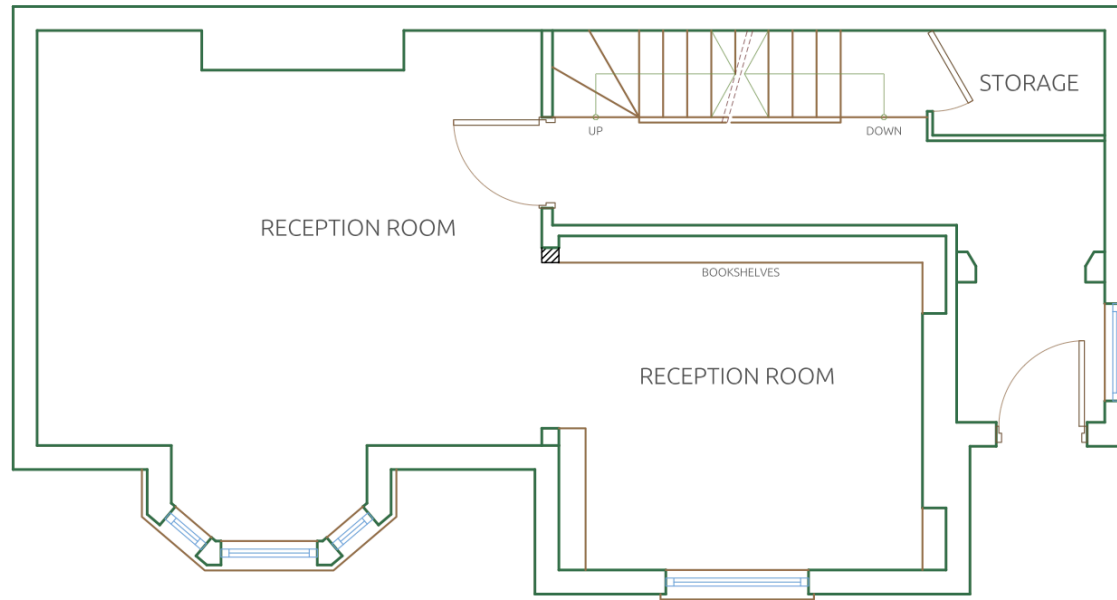 STORAGE
UP
DOWN
RECEPTION ROOM
BOOKSHELVES
RECEPTION ROOM